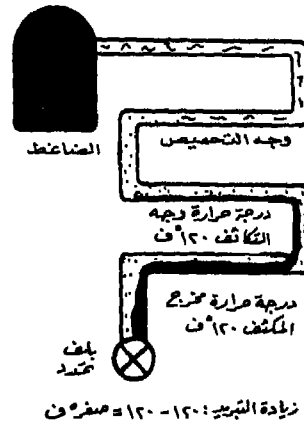 الضاغط
وجه التحميص
درجة حرارة وجه
التكاثف ١٢٠°ف
درجة حرارة مخرج
المكثف ١٢٠°ف
بلف
تمدد
زيادة التبريد : ١٢٠ - ١٢٠ = صفر°ف